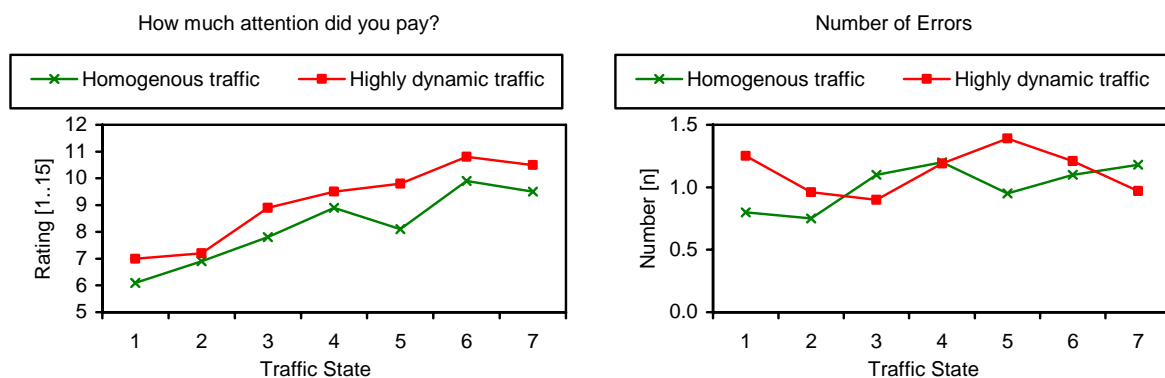 How much attention did you pay?
Homogenous traffic Highly dynamic traffic
12
11
10
9
8
7
6
5
Rating [1..15]
1 2 3 4 5 6 7
Traffic State
Number of Errors
Homogenous traffic Highly dynamic traffic
1.5
1.0
0.5
0.0
Number [n]
1 2 3 4 5 6 7
Traffic State